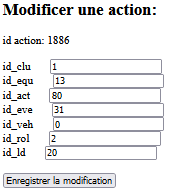 Modificer une action:
id action: 1886
id_clu 1
id_equ 13
id_act 80
id_eve 31
id_veh 0
id_rol 2
id_ld 20
Enregistrer la modification